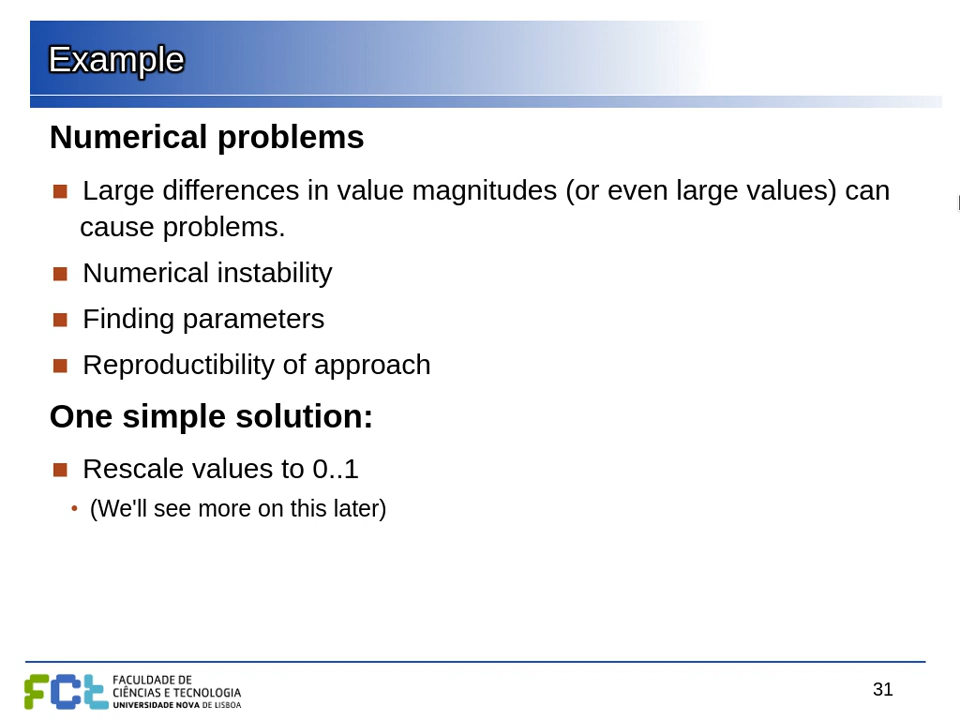 Example
Numerical problems
Large differences in value magnitudes (or even large values) can
cause problems.
Numerical instability
Finding parameters
Reproductibility of approach
One simple solution:
Rescale values to 0..1
(We'll see more on this later)
FCt
FACULDADE DE
CIÊNCIAS E TECNOLOGIA
UNIVERSIDADE NOVA DE LISBOA
31